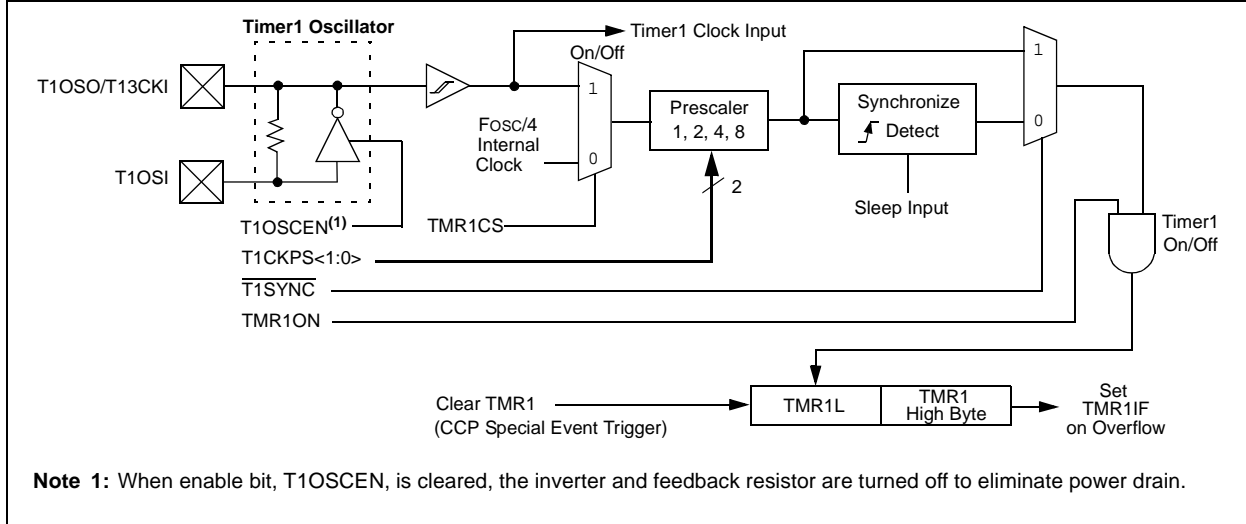 Timer1 Oscillator
T1OSO/T13CKI
T1OSI
Timer1 Clock Input
On/Off
1
0
FOSC/4
Internal
Clock
Prescaler
1, 2, 4, 8
2
Synchronize
Detect
Sleep Input
1
0
T1OSCEN(1)
TMR1CS
T1CKPS<1:0>
T1SYNC
TMR1ON
Timer1
On/Off
Clear TMR1
(CCP Special Event Trigger)
TMR1L
TMR1
High Byte
Set
TMR1IF
on Overflow
Note 1: When enable bit, T1OSCEN, is cleared, the inverter and feedback resistor are turned off to eliminate power drain.